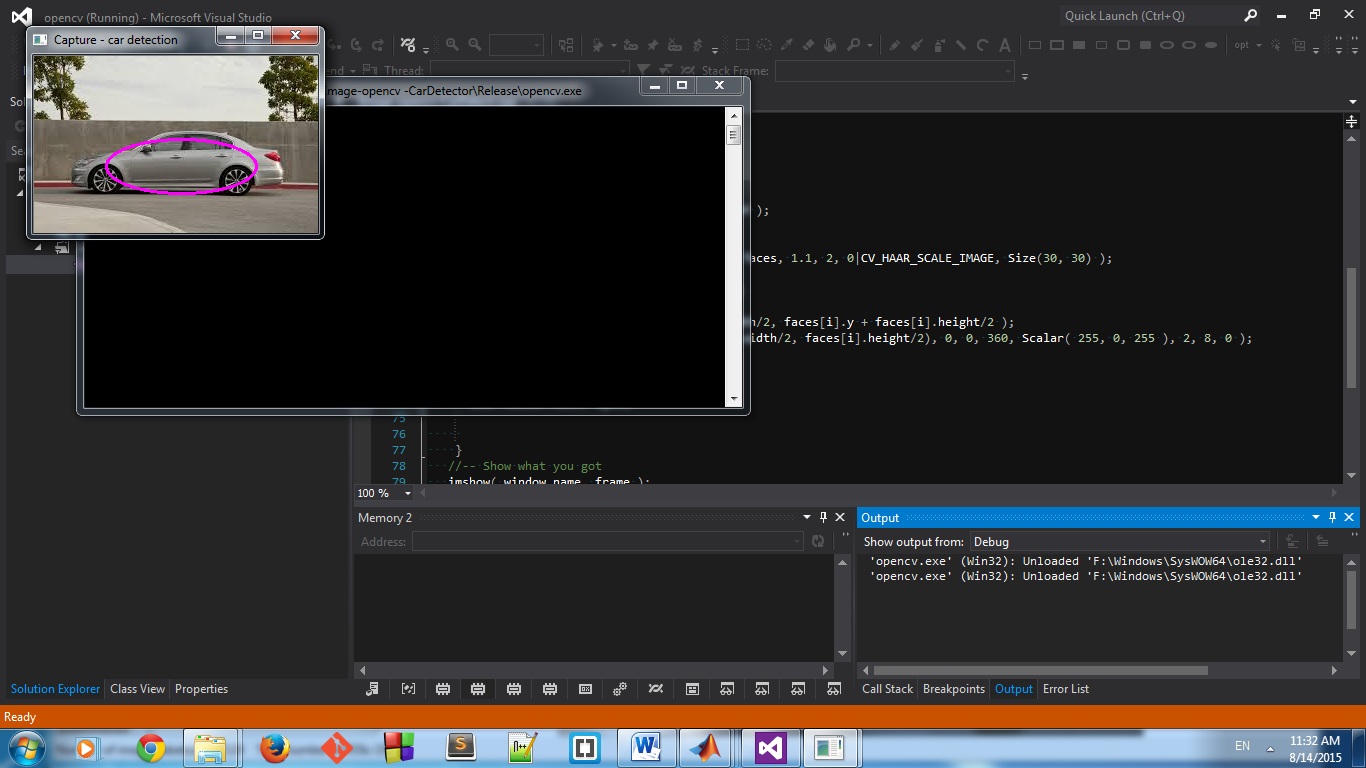 opencv (Running) - Microsoft Visual Studio
Quick Launch (Ctrl+Q)
Capture - car detection
Thread:
Stack Frame:
opt
mage-opencv -CarDetector\Release\opencv.exe
);
aces, 1.1, 2, 0|CV_HAAR_SCALE_IMAGE, Size(30, 30) );
/2, faces[i].y + faces[i].height/2 );
idth/2, faces[i].height/2), 0, 0, 360, Scalar( 255, 0, 255 ), 2, 8, 0 );
75
76
77 }
78 //-- Show what you got
79 imshow( window_name, frame );
100 %
Memory 2
Address:
Output
Show output from: Debug
'opencv.exe' (Win32): Unloaded 'F:\Windows\SysWOW64\ole32.dll'
'opencv.exe' (Win32): Unloaded 'F:\Windows\SysWOW64\ole32.dll'
Solution Explorer Class View Properties
Call Stack Breakpoints Output Error List
Ready
EN
11:32 AM
8/14/2015